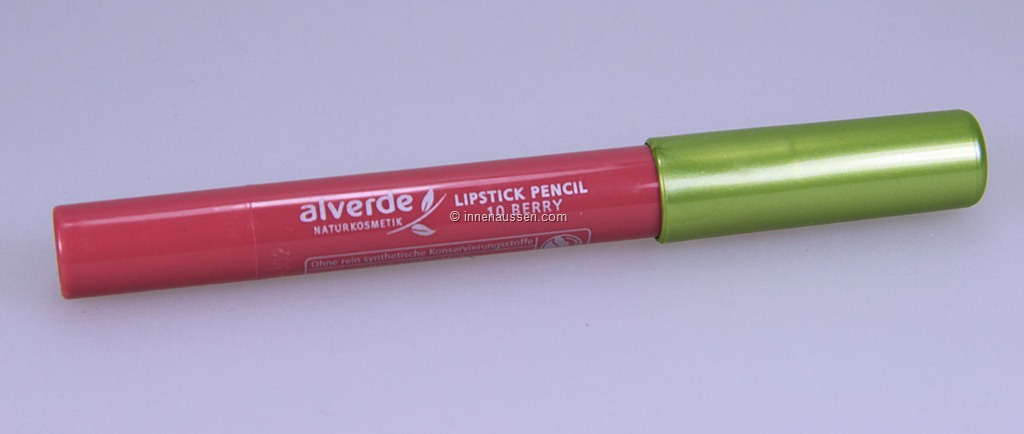 alverde
NATURKOSMETIK
LIPSTICK PENCIL
10 BERRY
© innenaussen.com
Ohne rein synthetische Konservierungsstoffe